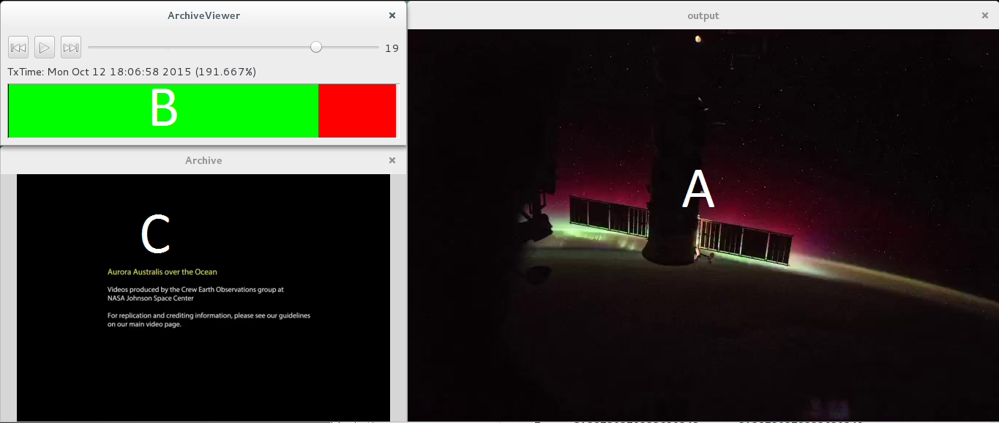 ArchiveViewer
19
TxTime: Mon Oct 12 18:06:58 2015 (191.667%)
B
Archive
C
Aurora Australis over the Ocean
Videos produced by the Crew Earth Observations group at
NASA Johnson Space Center
For replication and crediting information, please see our guidelines
on our main video page.
output
A